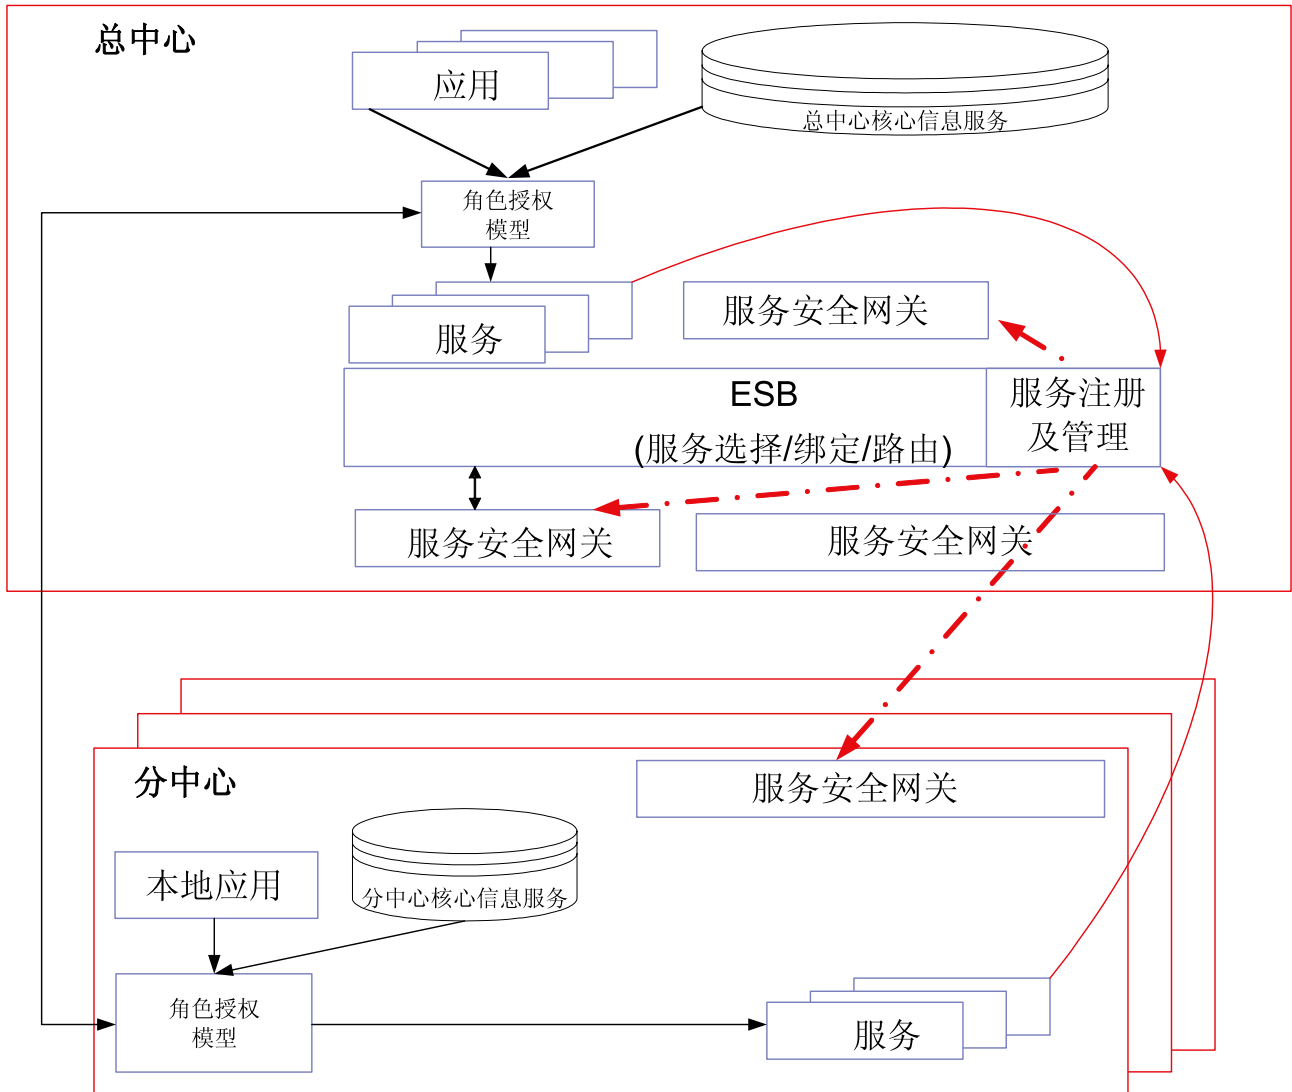 总中心
应用
总中心核心信息服务
角色授权
模型
服务
服务安全网关
ESB
(服务选择/绑定/路由)
服务注册
及管理
服务安全网关
服务安全网关
分中心
服务安全网关
本地应用
分中心核心信息服务
角色授权
模型
服务